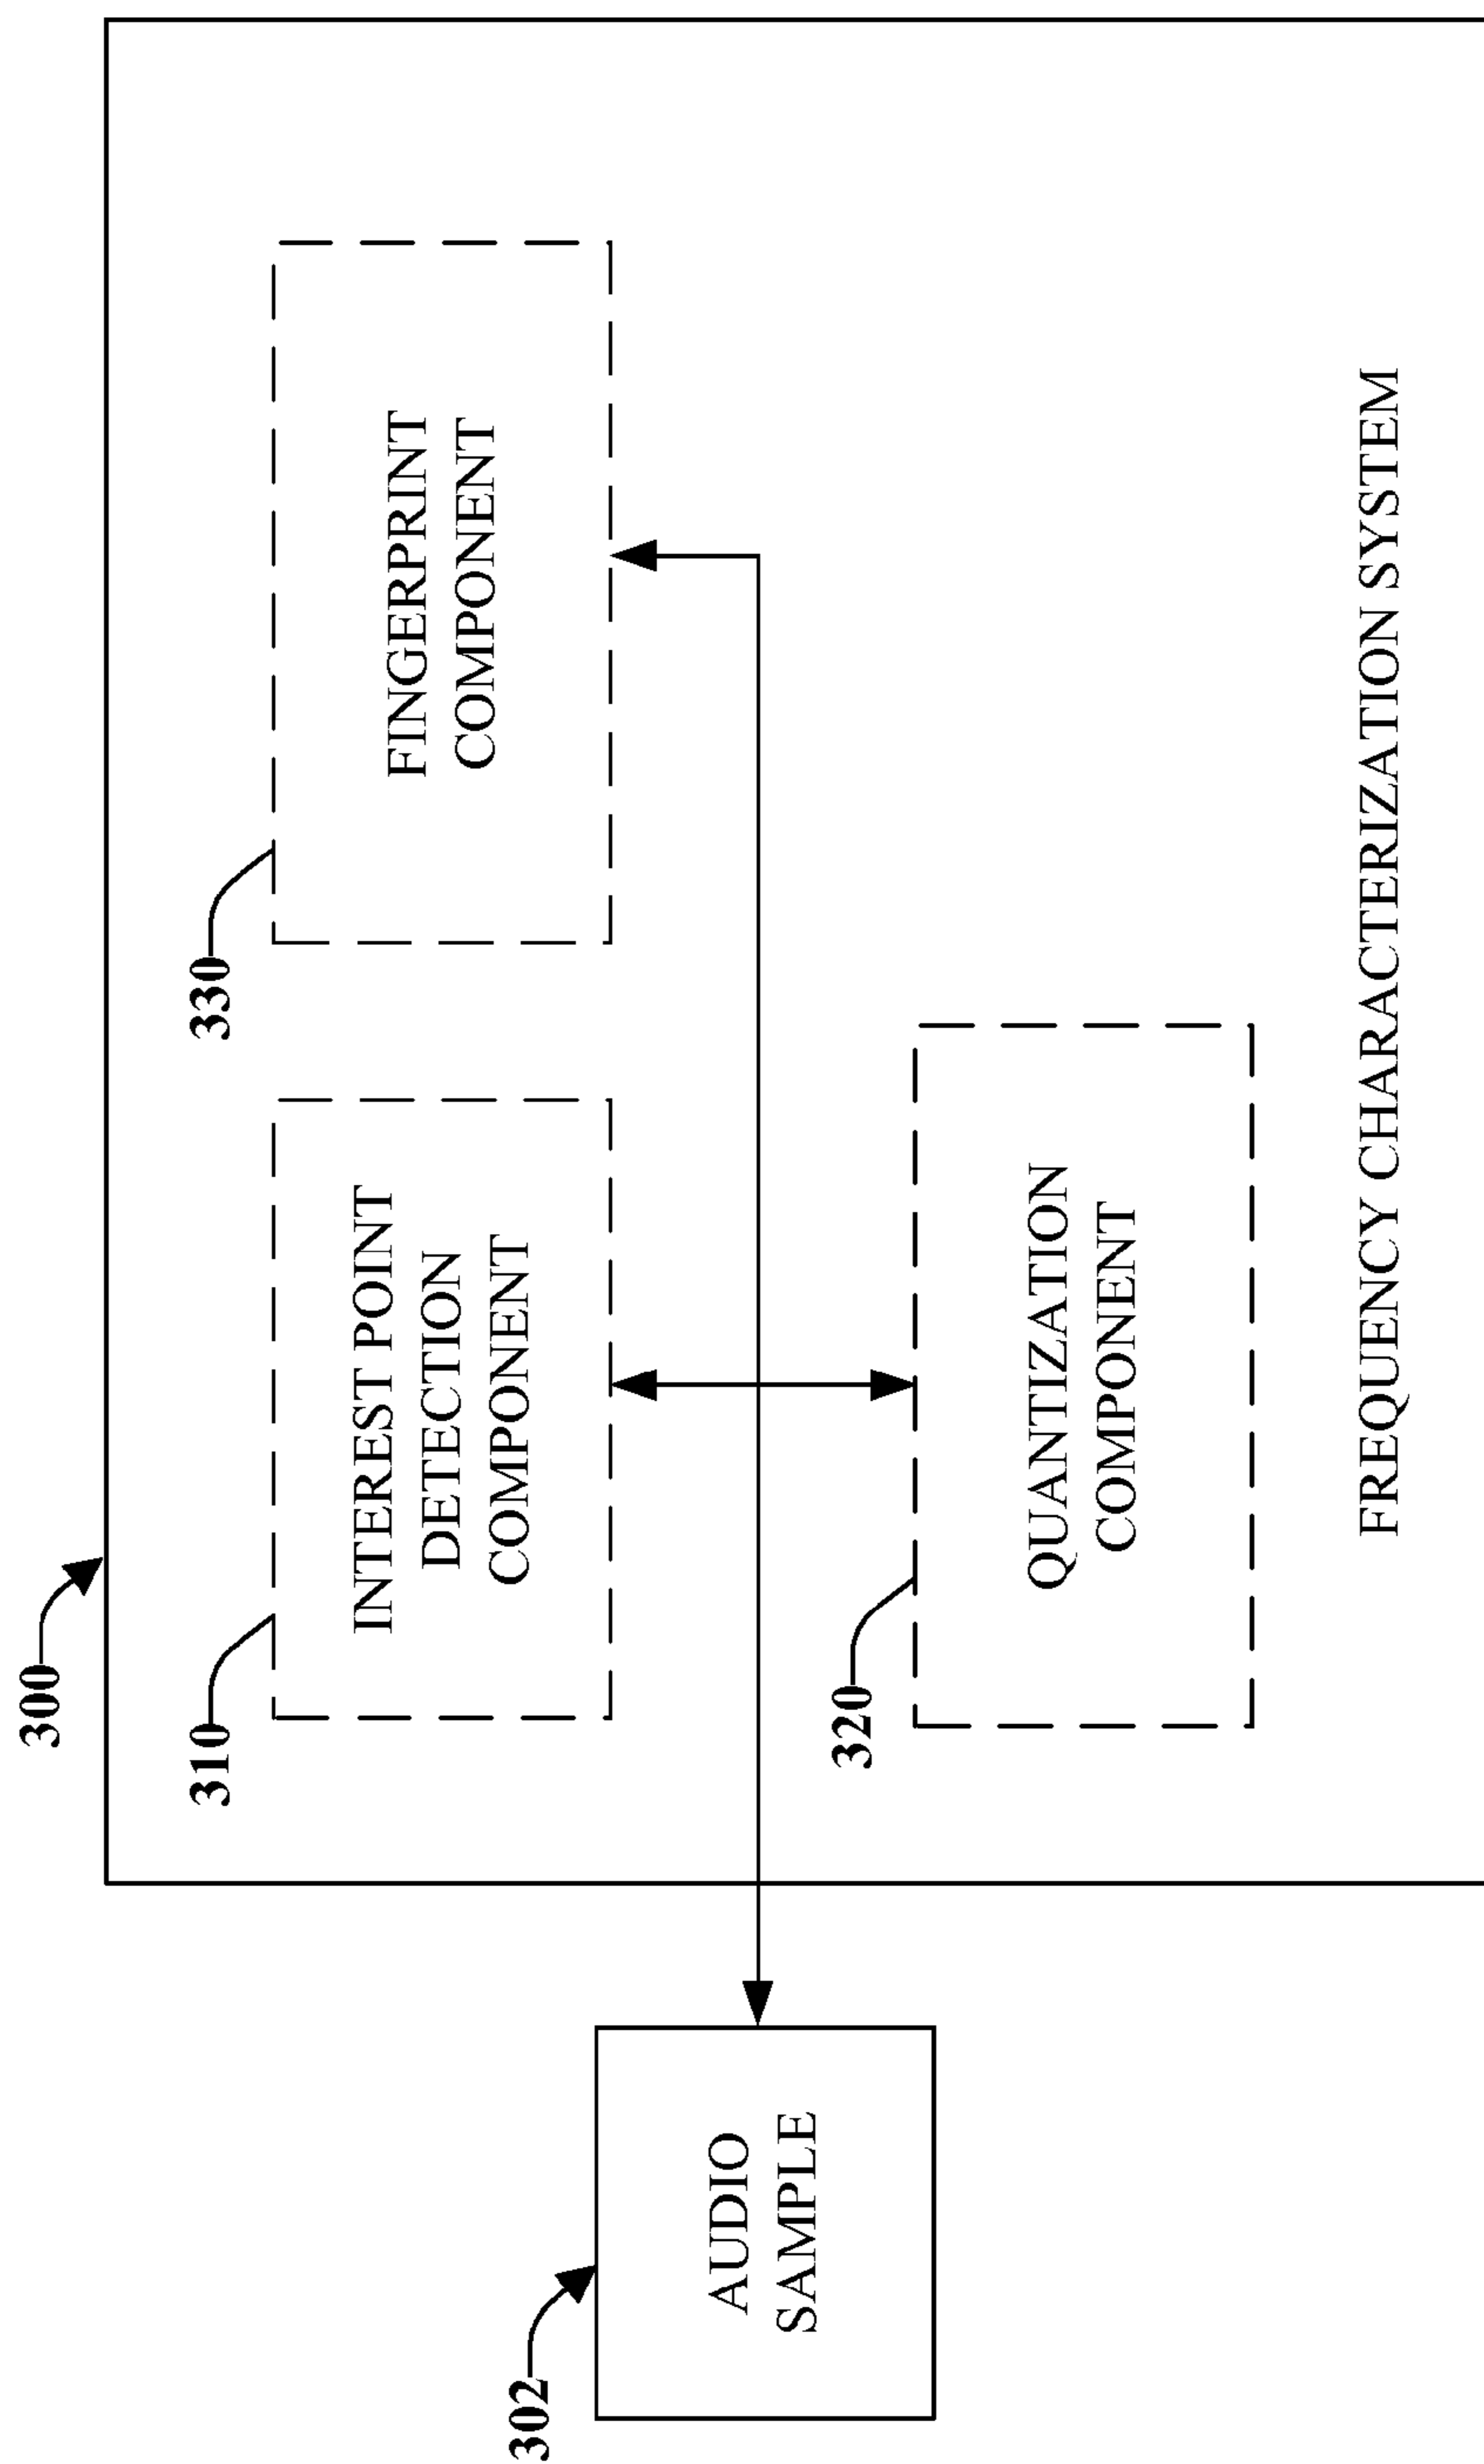 300
310
INTEREST POINT
DETECTION
COMPONENT
330
FINGERPRINT
COMPONENT
302
AUDIO
SAMPLE
320
QUANTIZATION
COMPONENT
FREQUENCY CHARACTERIZATION SYSTEM